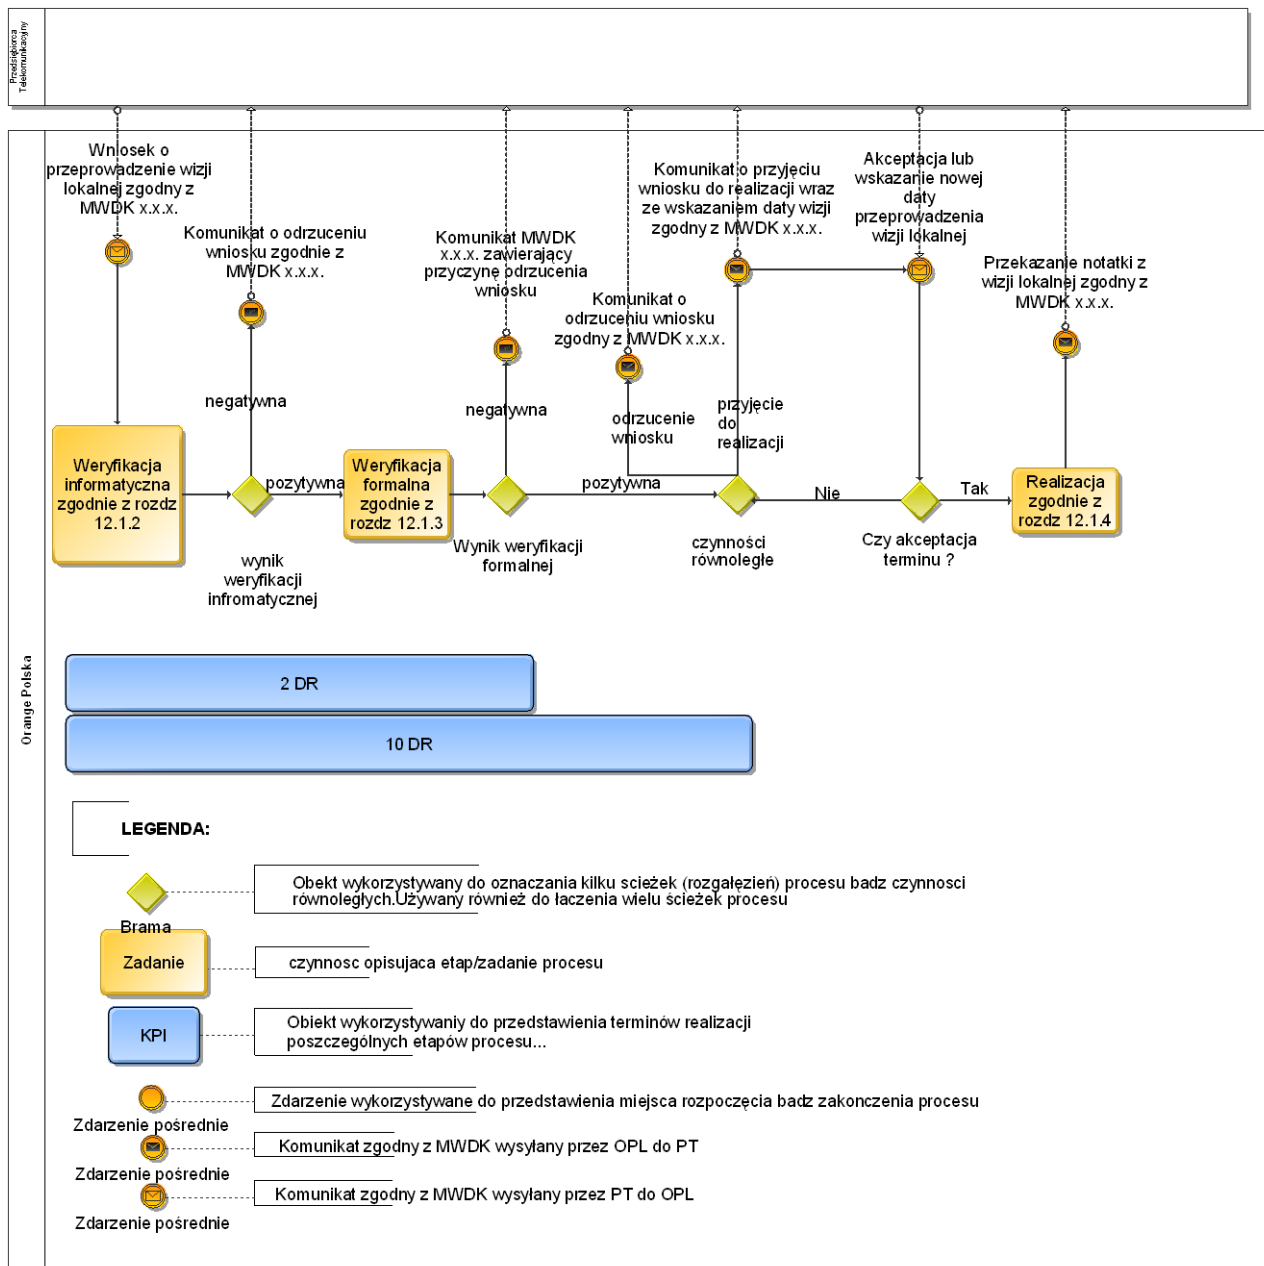 Przedsiębiorca
Telekomunikacyjny
Orange Polska
Wniosek o
przeprowadzenie wizji
lokalnej zgodny z
MWDK x.x.x.
Komunikat o odrzuceniu
wniosku zgodnie z
MWDK x.x.x.
Komunikat MWDK
x.x.x. zawierający
przyczynę odrzucenia
wniosku
Komunikat o
odrzuceniu wniosku
zgodny z MWDK x.x.x.
Komunikat o przyjęciu
wniosku do realizacji wraz
ze wskazaniem daty wizji
zgodny z MWDK x.x.x.
Akceptacja lub
wskazanie nowej
daty
przeprowadzenia
wizji lokalnej
Przekazanie notatki z
wizji lokalnej zgodny z
MWDK x.x.x.
negatywna
negatywna
odrzucenie
wniosku
przyjęcie
do
realizacji
Weryfikacja
informatyczna
zgodnie z rozdz
12.1.2
pozytywna
Weryfikacja
formalna
zgodnie z
rozdz 12.1.3
pozytywna
Nie
Tak
Realizacja
zgodnie z
rozdz 12.1.4
wynik
weryfikacji
infromatycznej
Wynik weryfikacji
formalnej
czynności
równoległe
Czy akceptacja
terminu ?
2 DR
10 DR
LEGENDA:
Brama
Obekt wykorzystywany do oznaczania kilku scieżek (rozgałęzień) procesu badz czynnosci
równoległych.Używany również do łaczenia wielu ścieżek procesu
Zadanie
czynnosc opisujaca etap/zadanie procesu
KPI
Obiekt wykorzystywaniy do przedstawienia terminów realizacji
poszczególnych etapów procesu...
Zdarzenie pośrednie
Zdarzenie wykorzystywane do przedstawienia miejsca rozpoczęcia badz zakonczenia procesu
Zdarzenie pośrednie
Komunikat zgodny z MWDK wysyłany przez OPL do PT
Zdarzenie pośrednie
Komunikat zgodny z MWDK wysyłany przez PT do OPL